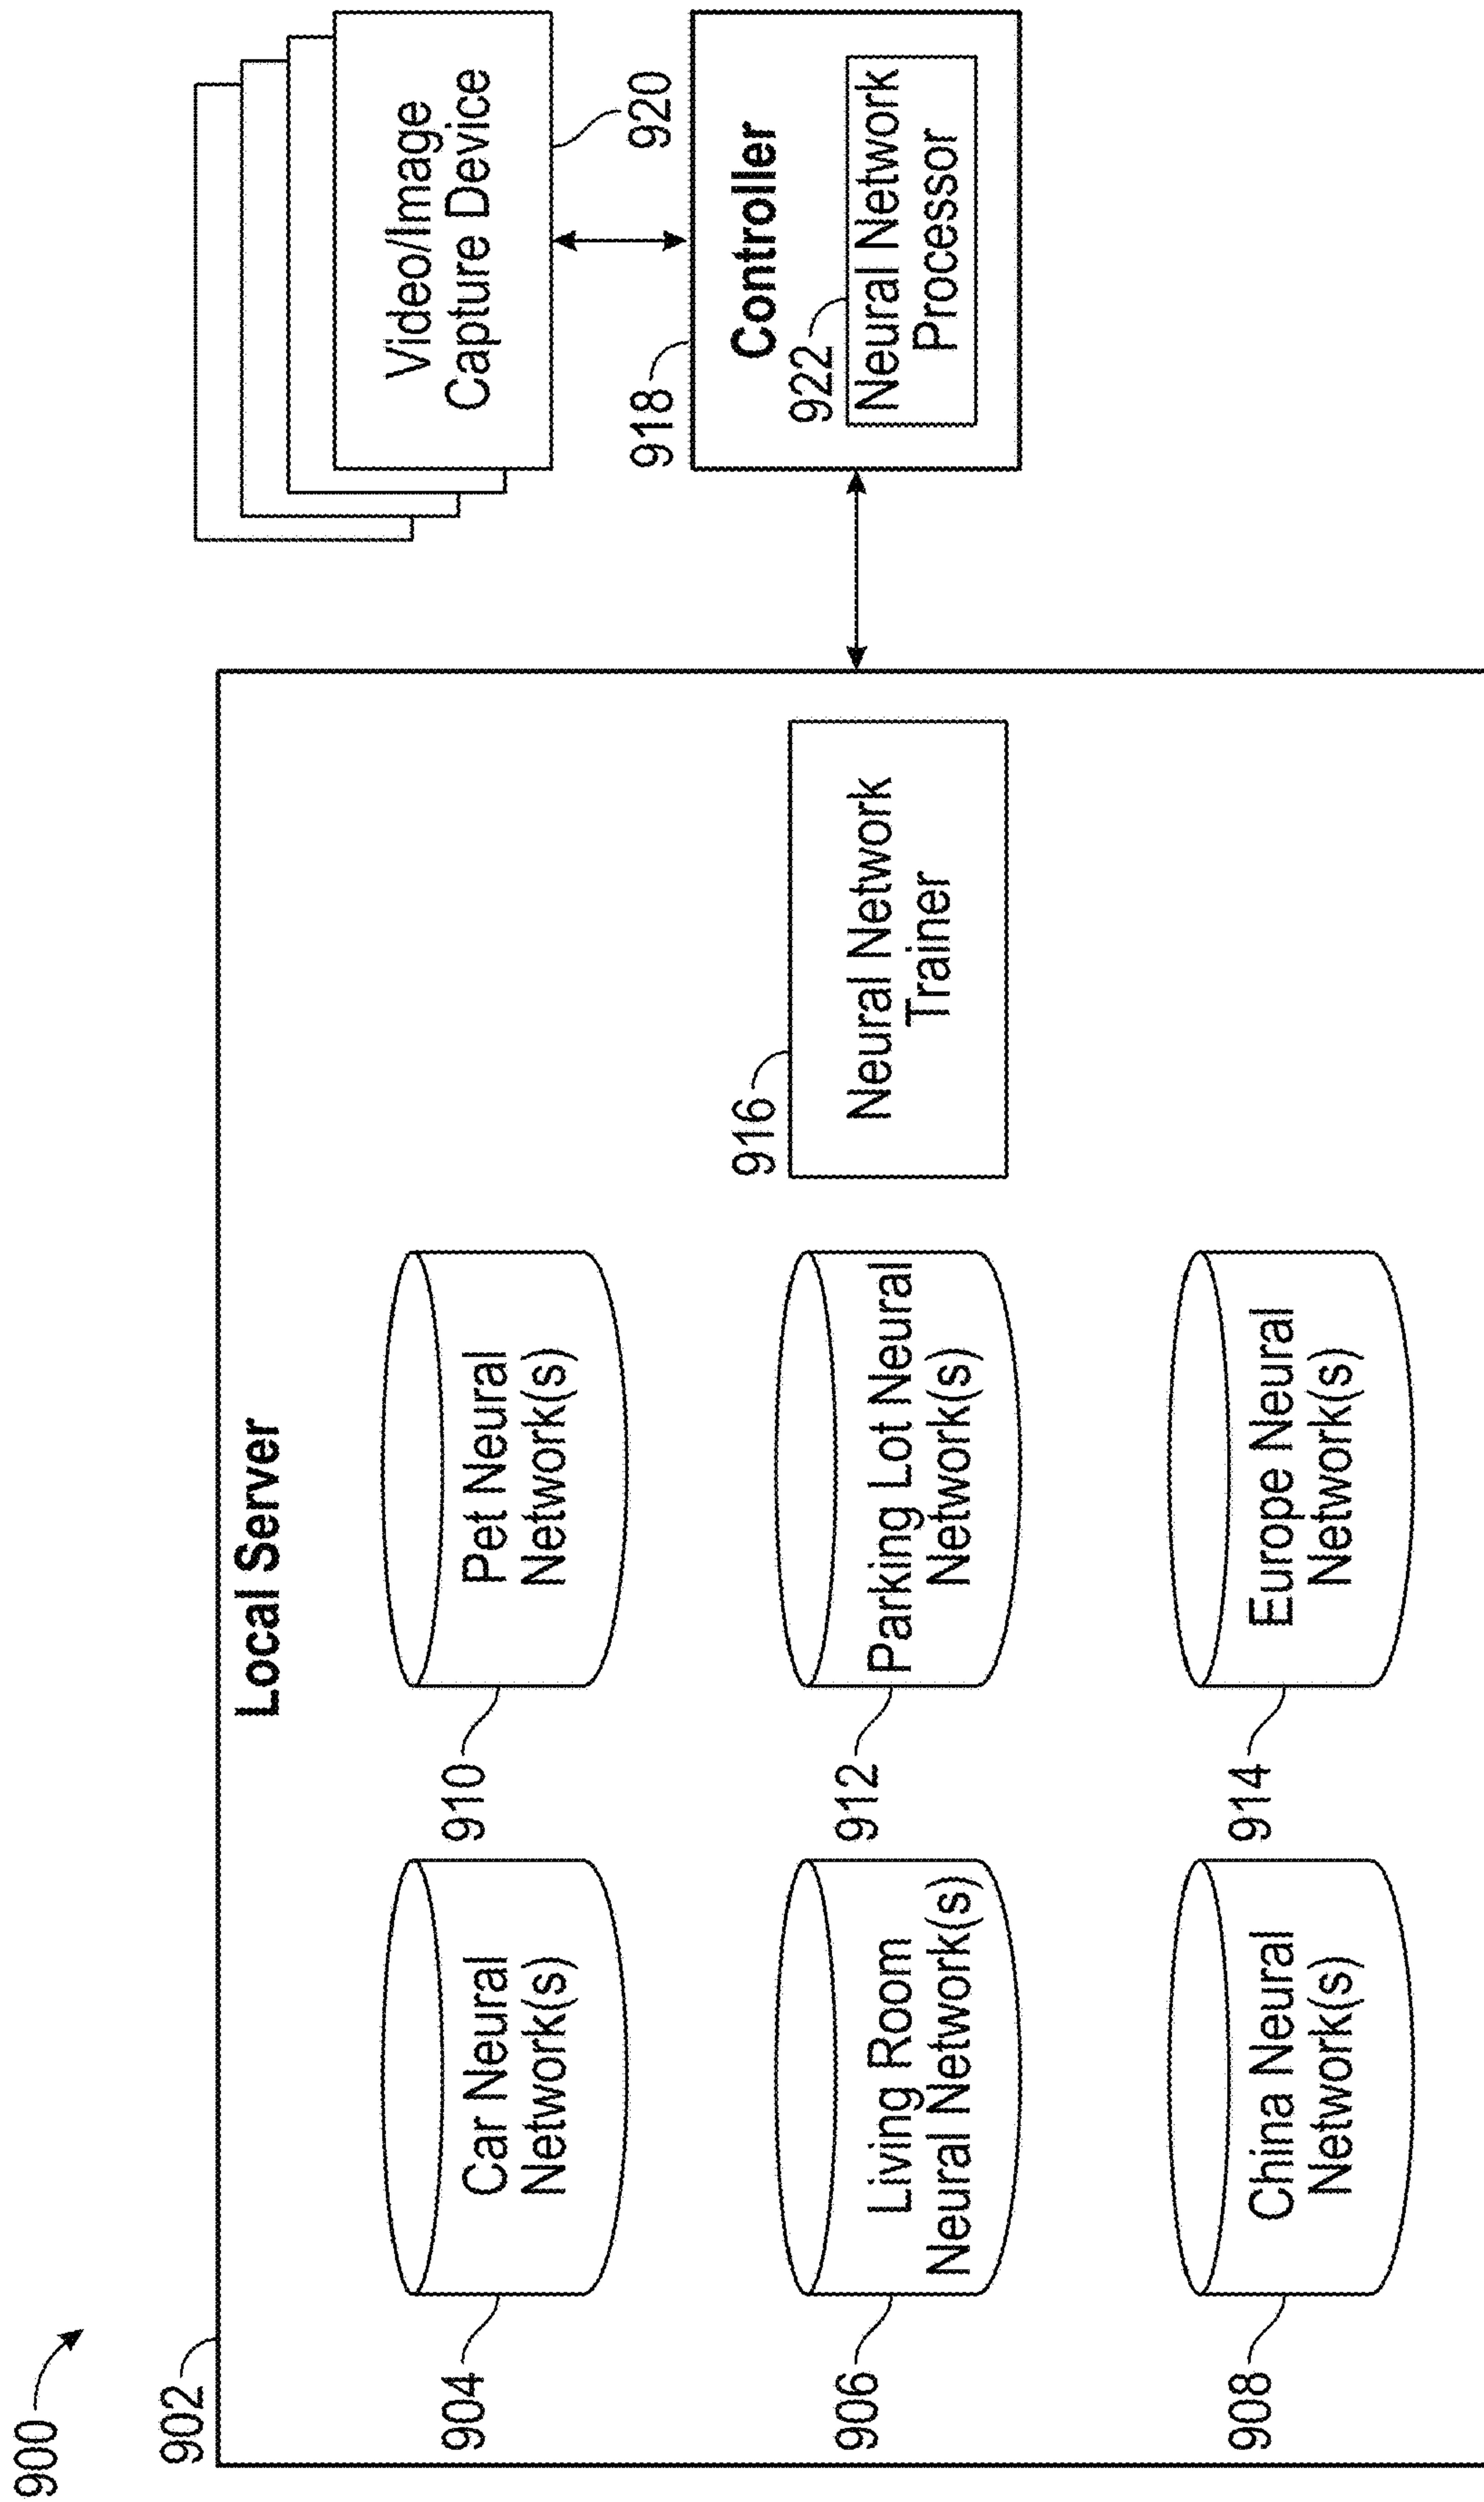 900
902
Local Server
904
Car Neural
Network(s)
910
Pet Neural
Network(s)
906
Living Room
Neural Network(s)
912
Parking Lot Neural
Network(s)
908
China Neural
Network(s)
914
Europe Neural
Network(s)
916
Neural Network
Trainer
Video/Image
Capture Device
920
918
Controller
922
Neural Network
Processor